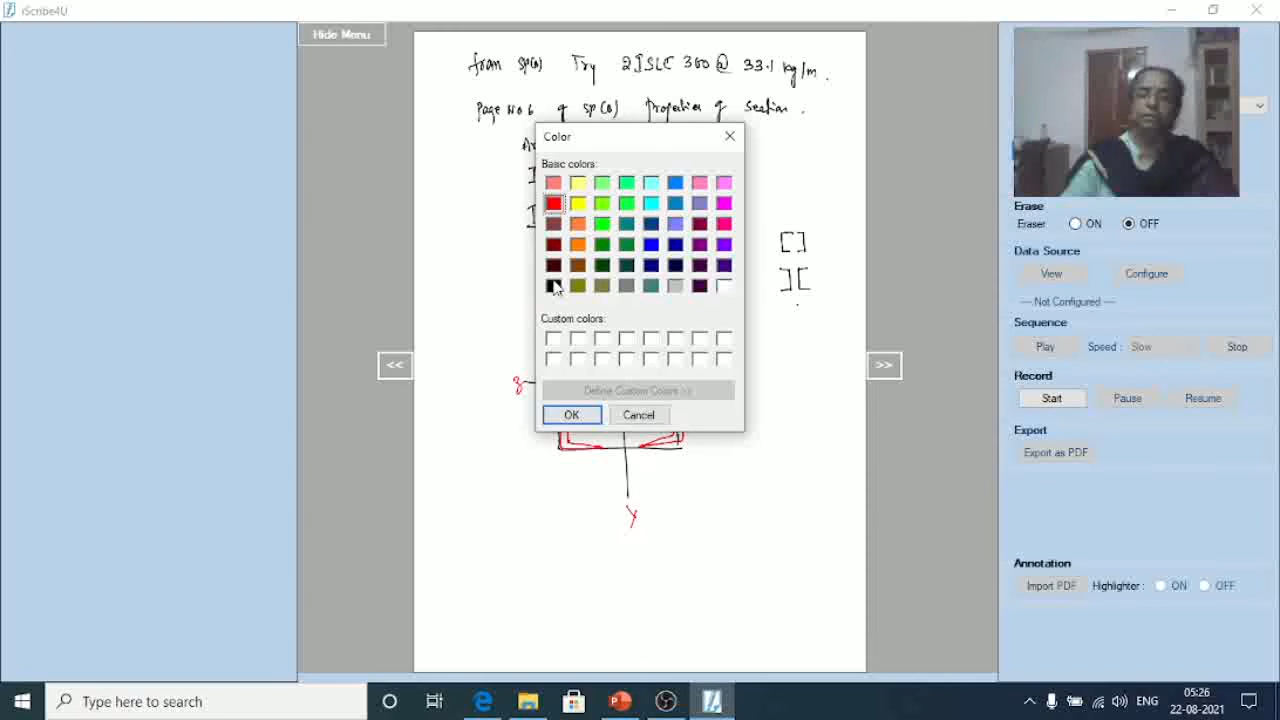 iScribe4U
Hide Menu
from SP(6) Try 2ISLC 300 @ 33.1 kg/m.
Page No 6 of SP(6) Properties of section.
Color
Basic colors:
Custom colors:
Define Custom Colors >>
OK
Cancel
<<
>>
z
y
Erase
Eraser ON OFF
Data Source
View Configure
--- Not Configured ---
Sequence
Play Speed : Slow Stop
Record
Start Pause Resume
Export
Export as PDF
Annotation
Import PDF Highlighter : ON OFF
Type here to search
ENG
05:26
22-08-2021